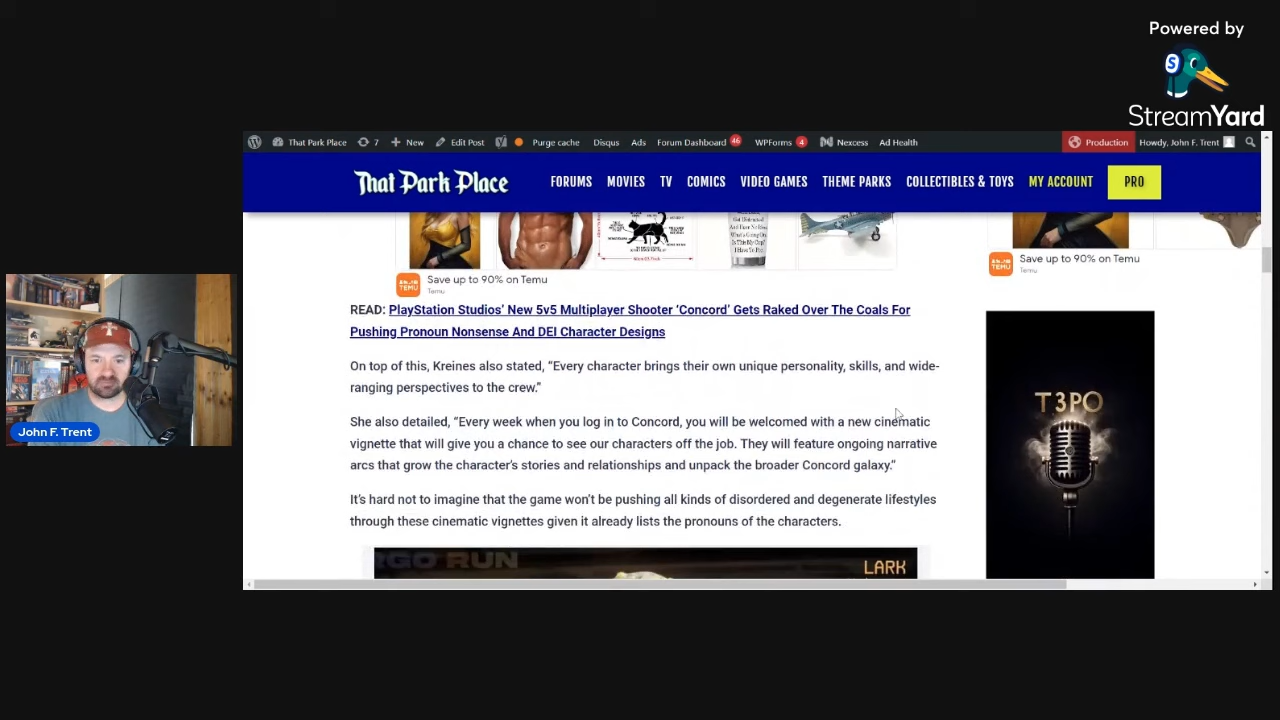 Powered by
StreamYard
That Park Place 7 New Edit Post Purge cache Disqus Ads Forum Dashboard 46 WPForms 4 Nexcess Ad Health Production Howdy, John F. Trent
That Park Place FORUMS MOVIES TV COMICS VIDEO GAMES THEME PARKS COLLECTIBLES & TOYS MY ACCOUNT PRO
Save up to 90% on Temu
Temu
Save up to 90% on Temu
Temu
READ: PlayStation Studios' New 5v5 Multiplayer Shooter 'Concord' Gets Raked Over The Coals For
Pushing Pronoun Nonsense And DEI Character Designs
On top of this, Kreines also stated, “Every character brings their own unique personality, skills, and wide-
ranging perspectives to the crew.”
She also detailed, “Every week when you log in to Concord, you will be welcomed with a new cinematic
vignette that will give you a chance to see our characters off the job. They will feature ongoing narrative
arcs that grow the character's stories and relationships and unpack the broader Concord galaxy.”
It's hard not to imagine that the game won't be pushing all kinds of disordered and degenerate lifestyles
through these cinematic vignettes given it already lists the pronouns of the characters.
RGO RUN
LARK
T3PO
John F. Trent